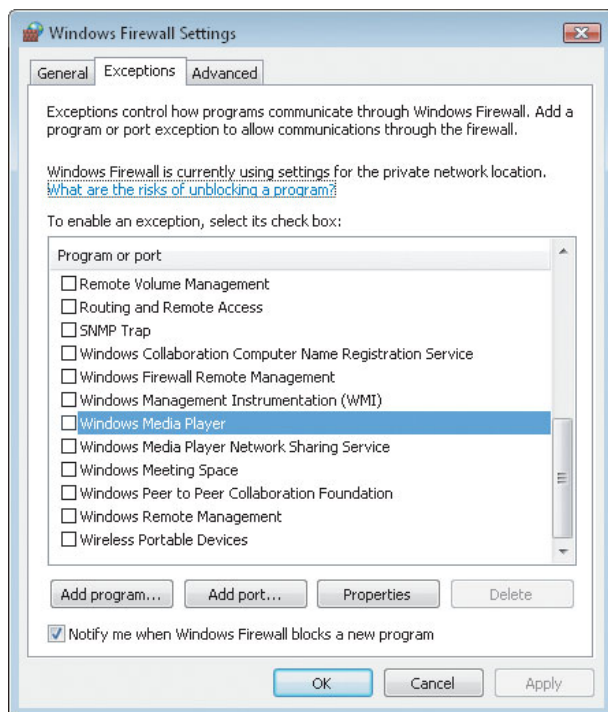 Windows Firewall Settings
General Exceptions Advanced
Exceptions control how programs communicate through Windows Firewall. Add a
program or port exception to allow communications through the firewall.
Windows Firewall is currently using settings for the private network location.
What are the risks of unblocking a program?
To enable an exception, select its check box:
Program or port
Remote Volume Management
Routing and Remote Access
SNMP Trap
Windows Collaboration Computer Name Registration Service
Windows Firewall Remote Management
Windows Management Instrumentation (WMI)
Windows Media Player
Windows Media Player Network Sharing Service
Windows Meeting Space
Windows Peer to Peer Collaboration Foundation
Windows Remote Management
Wireless Portable Devices
Add program... Add port... Properties Delete
Notify me when Windows Firewall blocks a new program
OK Cancel Apply